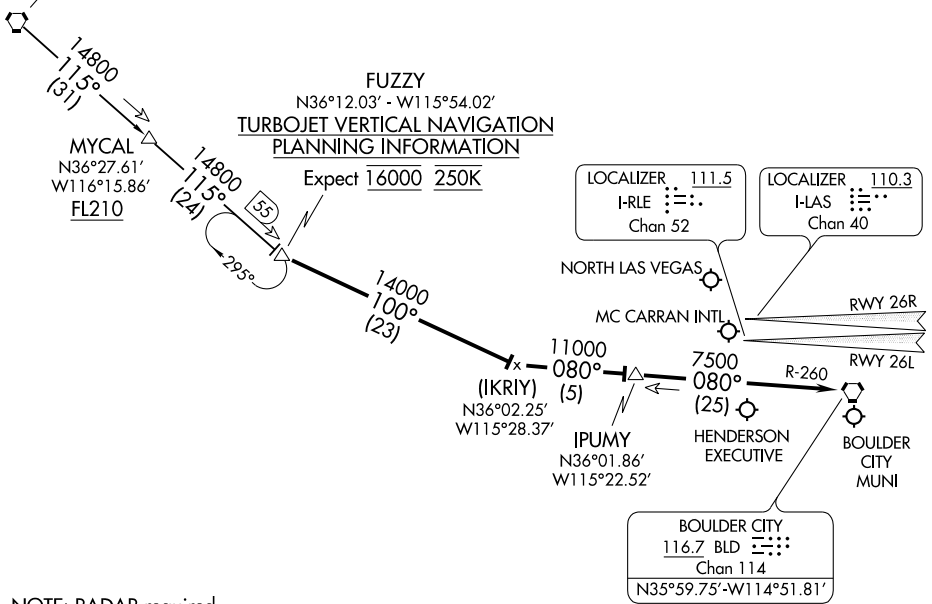 14800
115°
(31)
MYCAL
N36°27.61'
W116°15.86'
FL210
14800
115°
(24)
55
295°
FUZZY
N36°12.03' - W115°54.02'
TURBOJET VERTICAL NAVIGATION
PLANNING INFORMATION
Expect 16000 250K
14000
100°
(23)
(IKRIY)
N36°02.25'
W115°28.37'
11000
080°
(5)
IPUMY
N36°01.86'
W115°22.52'
7500
080°
(25)
R-260
LOCALIZER 111.5
I-RLE
Chan 52
LOCALIZER 110.3
I-LAS
Chan 40
NORTH LAS VEGAS
MC CARRAN INTL
RWY 26R
RWY 26L
HENDERSON
EXECUTIVE
BOULDER
CITY
MUNI
BOULDER CITY
116.7 BLD
Chan 114
N35°59.75'-W114°51.81'
NOTE: RADAR required